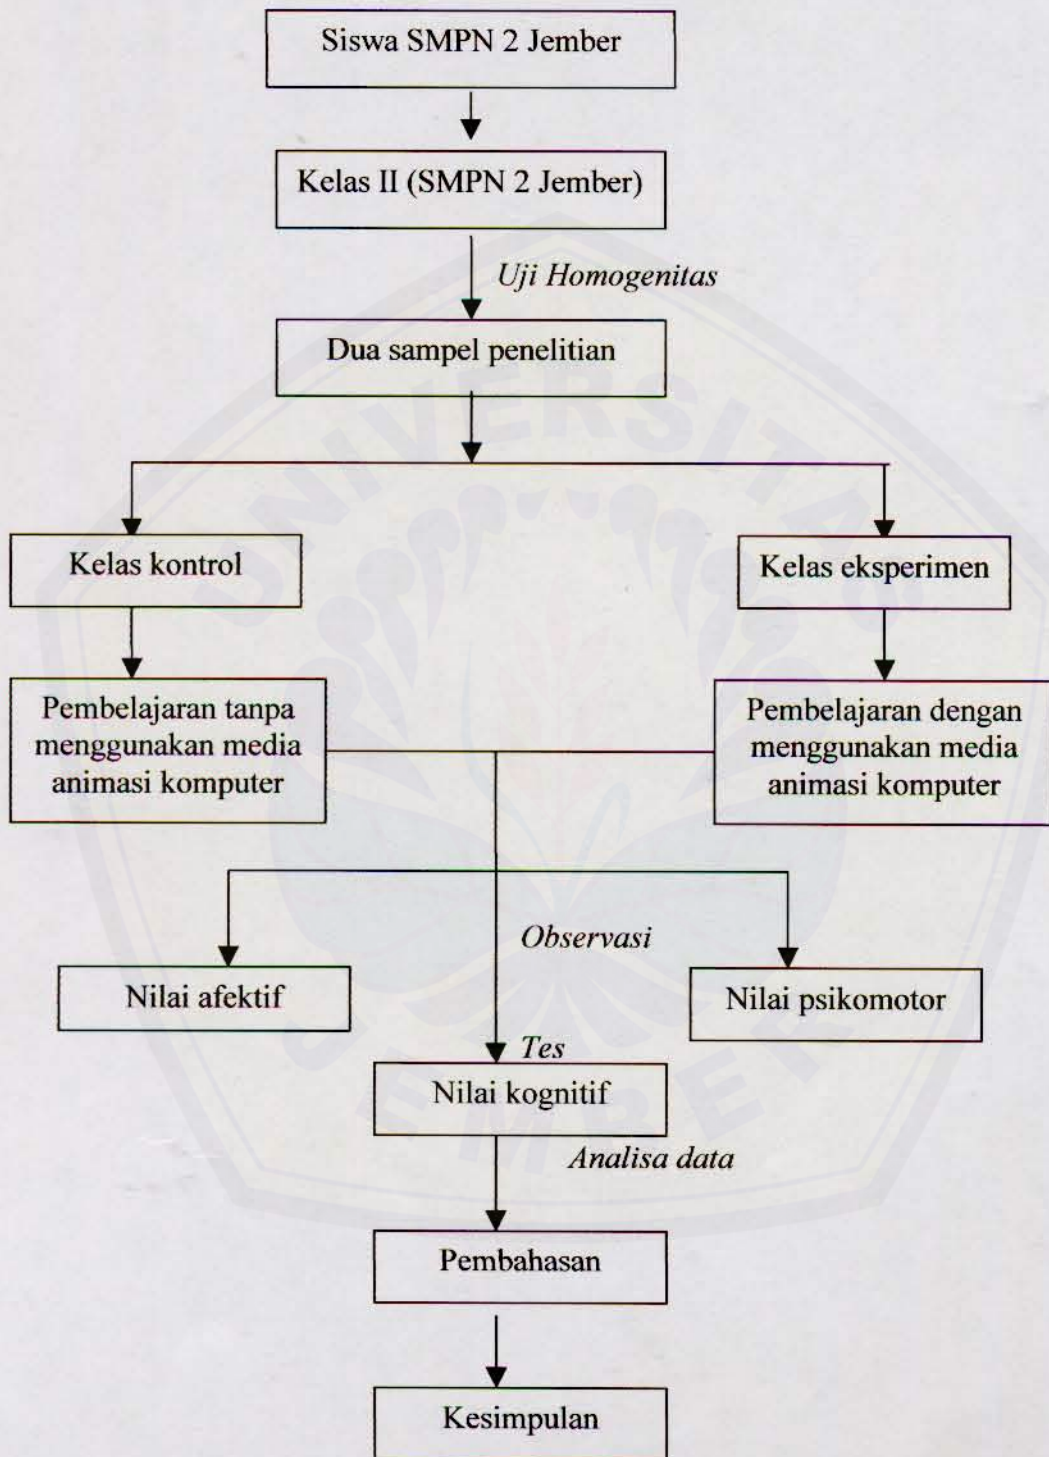 Siswa SMPN 2 Jember
Kelas II (SMPN 2 Jember)
Uji Homogenitas
Dua sampel penelitian
Kelas kontrol
Kelas eksperimen
Pembelajaran tanpa
menggunakan media
animasi komputer
Pembelajaran dengan
menggunakan media
animasi komputer
Observasi
Nilai afektif
Nilai psikomotor
Tes
Nilai kognitif
Analisa data
Pembahasan
Kesimpulan
UNIVERSITAS
JEMBER